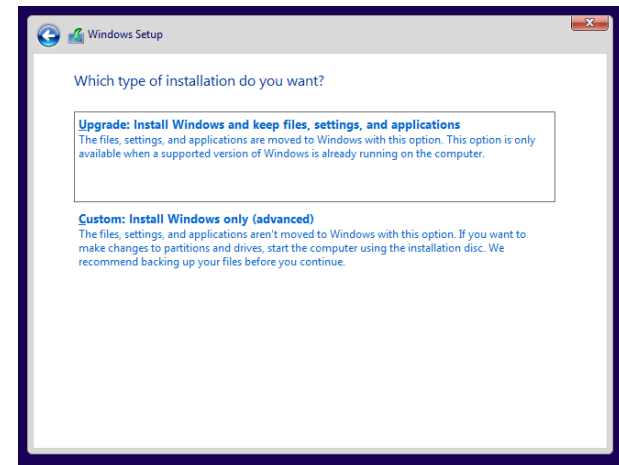 Windows Setup
Which type of installation do you want?
Upgrade: Install Windows and keep files, settings, and applications
The files, settings, and applications are moved to Windows with this option. This option is only
available when a supported version of Windows is already running on the computer.
Custom: Install Windows only (advanced)
The files, settings, and applications aren't moved to Windows with this option. If you want to
make changes to partitions and drives, start the computer using the installation disc. We
recommend backing up your files before you continue.